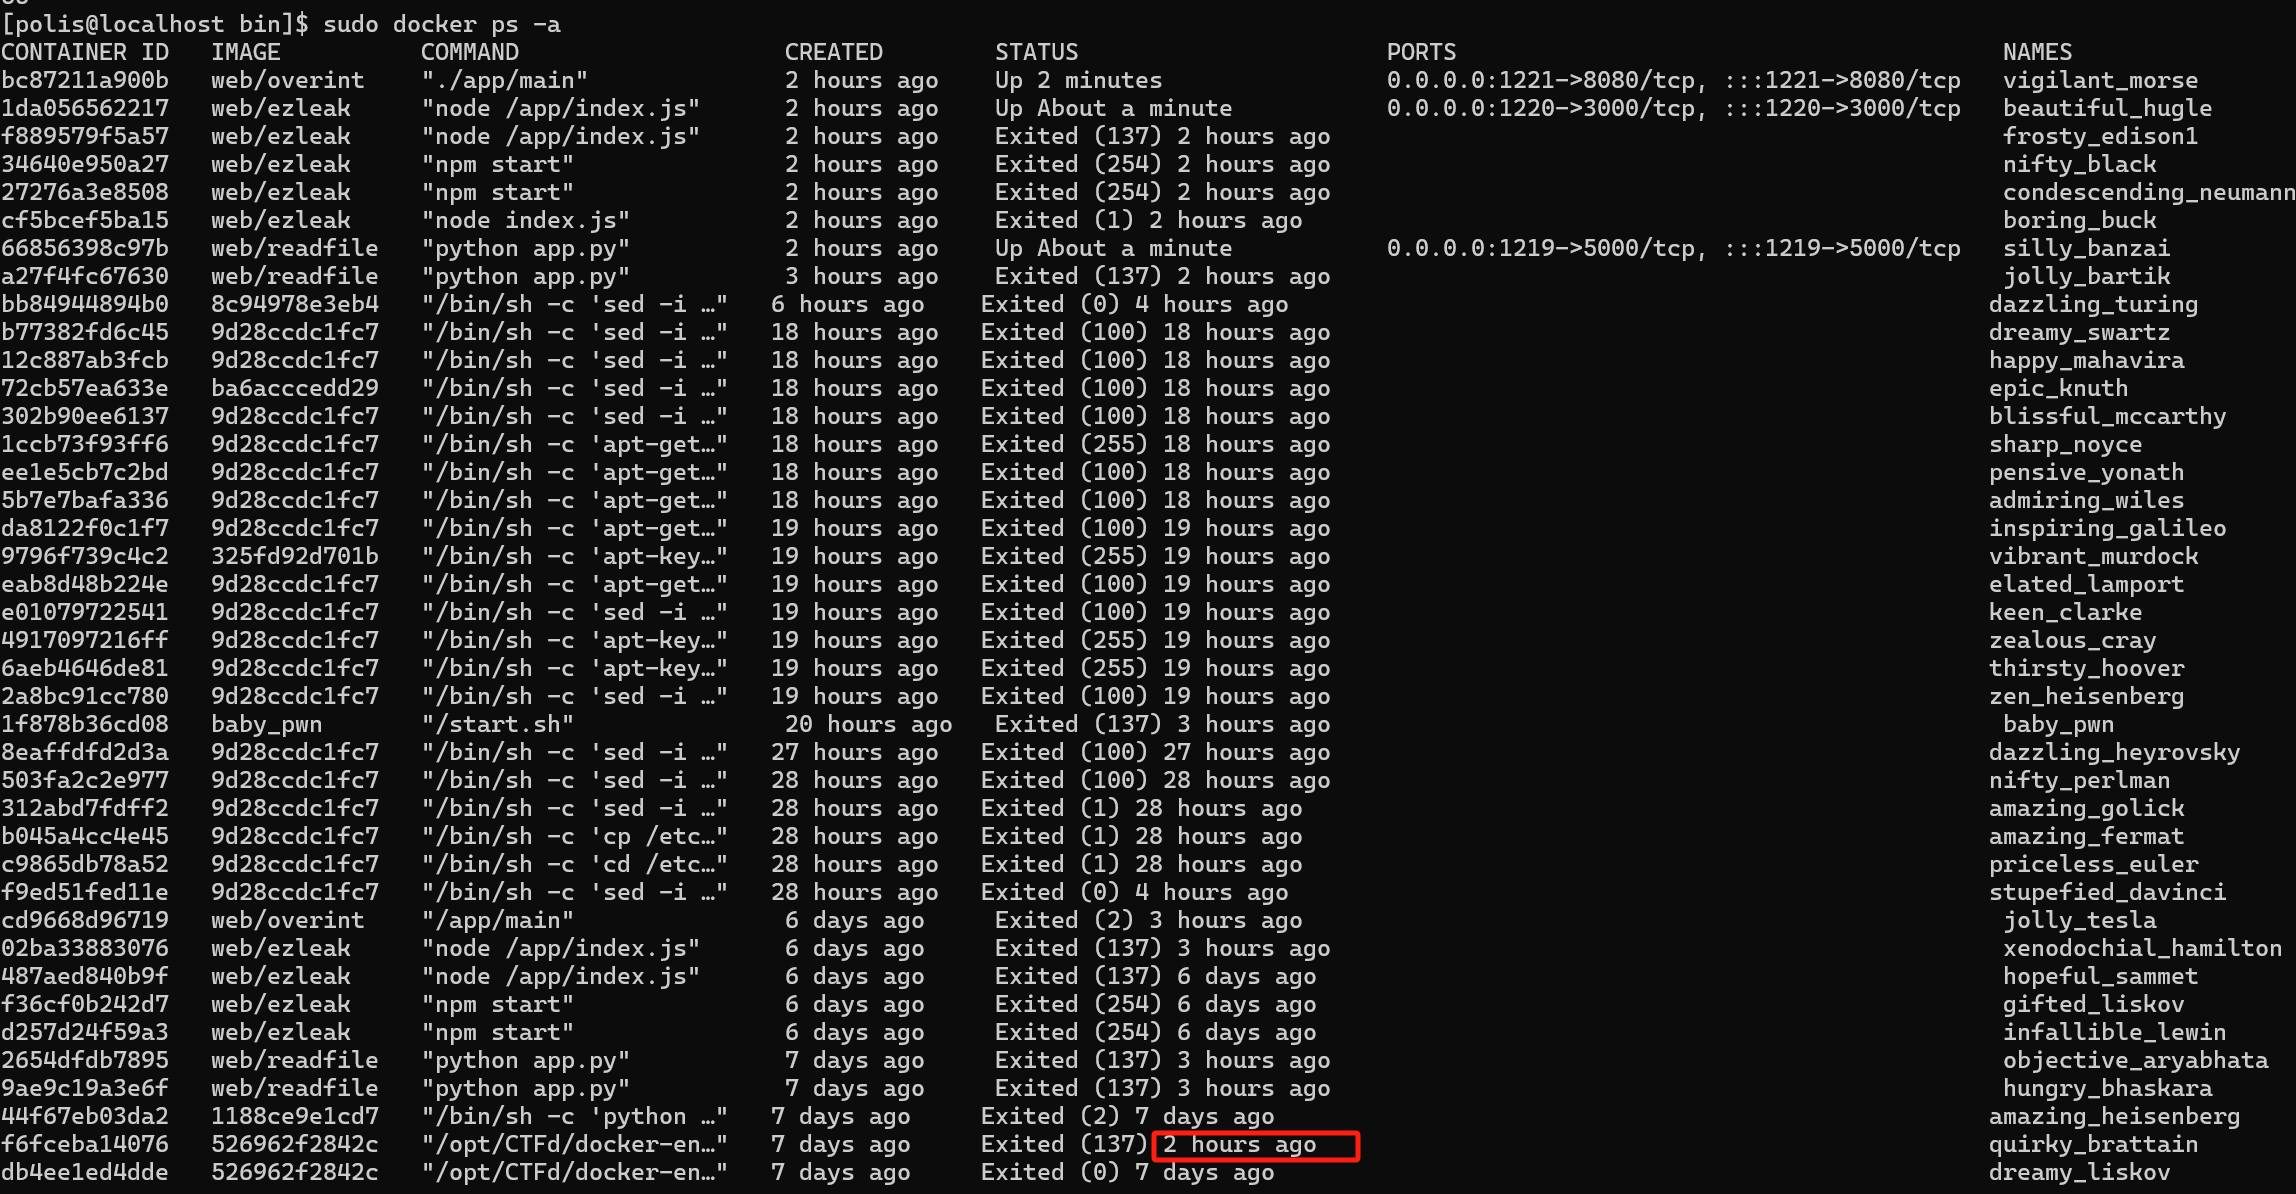 [polis@localhost bin]$ sudo docker ps -a
CONTAINER ID   IMAGE          COMMAND                   CREATED        STATUS                      PORTS                                       NAMES
bc87211a900b   web/overint    "./app/main"              2 hours ago    Up 2 minutes                0.0.0.0:1221->8080/tcp, :::1221->8080/tcp   vigilant_morse
1da056562217   web/ezleak     "node /app/index.js"      2 hours ago    Up About a minute           0.0.0.0:1220->3000/tcp, :::1220->3000/tcp   beautiful_hugle
f889579f5a57   web/ezleak     "node /app/index.js"      2 hours ago    Exited (137) 2 hours ago                                                frosty_edison1
34640e950a27   web/ezleak     "npm start"               2 hours ago    Exited (254) 2 hours ago                                                nifty_black
27276a3e8508   web/ezleak     "npm start"               2 hours ago    Exited (254) 2 hours ago                                                condescending_neumann
cf5bcef5ba15   web/ezleak     "node index.js"           2 hours ago    Exited (1) 2 hours ago                                                  boring_buck
66856398c97b   web/readfile   "python app.py"           2 hours ago    Up About a minute           0.0.0.0:1219->5000/tcp, :::1219->5000/tcp   silly_banzai
a27f4fc67630   web/readfile   "python app.py"           3 hours ago    Exited (137) 2 hours ago                                                jolly_bartik
bb84944894b0   8c94978e3eb4   "/bin/sh -c 'sed -i …"   6 hours ago    Exited (0) 4 hours ago                                                  dazzling_turing
b77382fd6c45   9d28ccdc1fc7   "/bin/sh -c 'sed -i …"   18 hours ago   Exited (100) 18 hours ago                                               dreamy_swartz
12c887ab3fcb   9d28ccdc1fc7   "/bin/sh -c 'sed -i …"   18 hours ago   Exited (100) 18 hours ago                                               happy_mahavira
72cb57ea633e   ba6acccedd29   "/bin/sh -c 'sed -i …"   18 hours ago   Exited (100) 18 hours ago                                               epic_knuth
302b90ee6137   9d28ccdc1fc7   "/bin/sh -c 'sed -i …"   18 hours ago   Exited (100) 18 hours ago                                               blissful_mccarthy
1ccb73f93ff6   9d28ccdc1fc7   "/bin/sh -c 'apt-get…"   18 hours ago   Exited (255) 18 hours ago                                               sharp_noyce
ee1e5cb7c2bd   9d28ccdc1fc7   "/bin/sh -c 'apt-get…"   18 hours ago   Exited (100) 18 hours ago                                               pensive_yonath
5b7e7bafa336   9d28ccdc1fc7   "/bin/sh -c 'apt-get…"   18 hours ago   Exited (100) 18 hours ago                                               admiring_wiles
da8122f0c1f7   9d28ccdc1fc7   "/bin/sh -c 'apt-get…"   19 hours ago   Exited (100) 19 hours ago                                               inspiring_galileo
9796f739c4c2   325fd92d701b   "/bin/sh -c 'apt-key…"   19 hours ago   Exited (255) 19 hours ago                                               vibrant_murdock
eab8d48b224e   9d28ccdc1fc7   "/bin/sh -c 'apt-get…"   19 hours ago   Exited (100) 19 hours ago                                               elated_lamport
e01079722541   9d28ccdc1fc7   "/bin/sh -c 'sed -i …"   19 hours ago   Exited (100) 19 hours ago                                               keen_clarke
4917097216ff   9d28ccdc1fc7   "/bin/sh -c 'apt-key…"   19 hours ago   Exited (255) 19 hours ago                                               zealous_cray
6aeb4646de81   9d28ccdc1fc7   "/bin/sh -c 'apt-key…"   19 hours ago   Exited (255) 19 hours ago                                               thirsty_hoover
2a8bc91cc780   9d28ccdc1fc7   "/bin/sh -c 'sed -i …"   19 hours ago   Exited (100) 19 hours ago                                               zen_heisenberg
1f878b36cd08   baby_pwn       "/start.sh"               20 hours ago   Exited (137) 3 hours ago                                                baby_pwn
8eaffdfd2d3a   9d28ccdc1fc7   "/bin/sh -c 'sed -i …"   27 hours ago   Exited (100) 27 hours ago                                               dazzling_heyrovsky
503fa2c2e977   9d28ccdc1fc7   "/bin/sh -c 'sed -i …"   28 hours ago   Exited (100) 28 hours ago                                               nifty_perlman
312abd7fdff2   9d28ccdc1fc7   "/bin/sh -c 'sed -i …"   28 hours ago   Exited (1) 28 hours ago                                                 amazing_golick
b045a4cc4e45   9d28ccdc1fc7   "/bin/sh -c 'cp /etc…"   28 hours ago   Exited (1) 28 hours ago                                                 amazing_fermat
c9865db78a52   9d28ccdc1fc7   "/bin/sh -c 'cd /etc…"   28 hours ago   Exited (1) 28 hours ago                                                 priceless_euler
f9ed51fed11e   9d28ccdc1fc7   "/bin/sh -c 'sed -i …"   28 hours ago   Exited (0) 4 hours ago                                                  stupefied_davinci
cd9668d96719   web/overint    "/app/main"               6 days ago     Exited (2) 3 hours ago                                                  jolly_tesla
02ba33883076   web/ezleak     "node /app/index.js"      6 days ago     Exited (137) 3 hours ago                                                xenodochial_hamilton
487aed840b9f   web/ezleak     "node /app/index.js"      6 days ago     Exited (137) 6 days ago                                                 hopeful_sammet
f36cf0b242d7   web/ezleak     "npm start"               6 days ago     Exited (254) 6 days ago                                                 gifted_liskov
d257d24f59a3   web/ezleak     "npm start"               6 days ago     Exited (254) 6 days ago                                                 infallible_lewin
2654dfdb7895   web/readfile   "python app.py"           7 days ago     Exited (137) 3 hours ago                                                objective_aryabhata
9ae9c19a3e6f   web/readfile   "python app.py"           7 days ago     Exited (137) 3 hours ago                                                hungry_bhaskara
44f67eb03da2   1188ce9e1cd7   "/bin/sh -c 'python …"   7 days ago     Exited (2) 7 days ago                                                   amazing_heisenberg
f6fceba14076   526962f2842c   "/opt/CTFd/docker-en…"   7 days ago     Exited (137) 2 hours ago                                                quirky_brattain
db4ee1ed4dde   526962f2842c   "/opt/CTFd/docker-en…"   7 days ago     Exited (0) 7 days ago                                                   dreamy_liskov